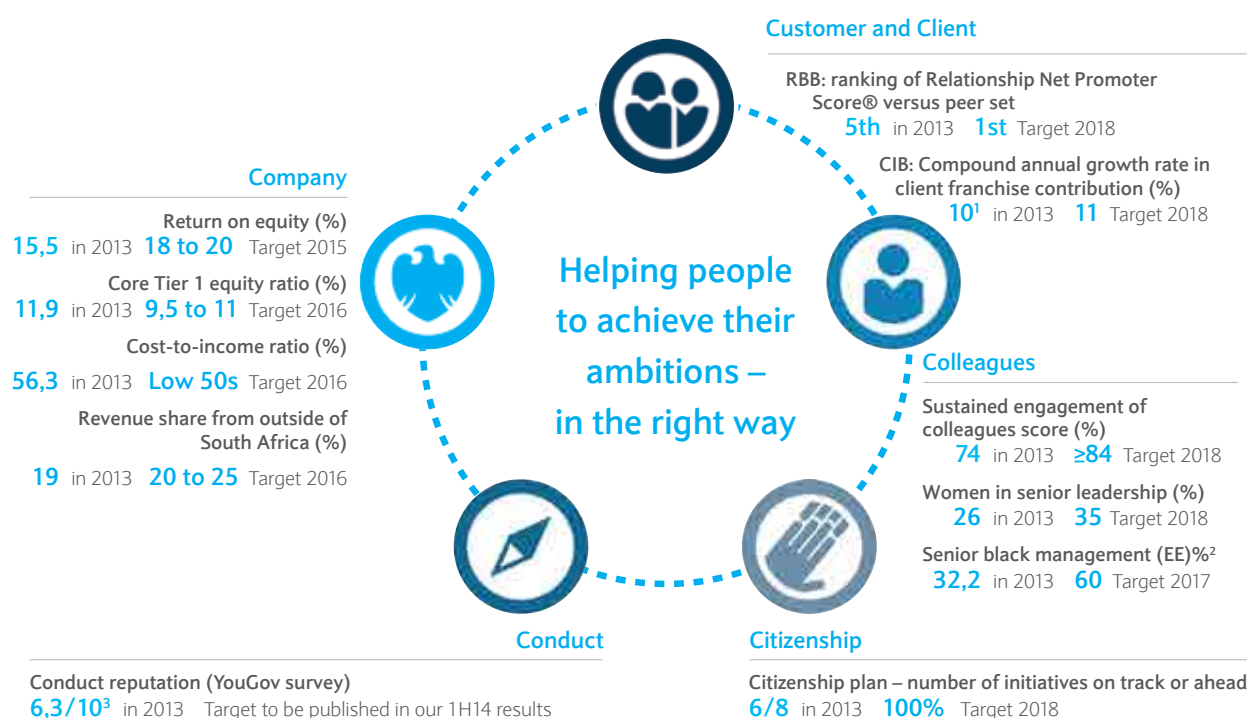 Customer and Client
RBB: ranking of Relationship Net Promoter
Score® versus peer set
5th in 2013 1st Target 2018
CIB: Compound annual growth rate in
client franchise contribution (%)
10¹ in 2013 11 Target 2018
Company
Return on equity (%)
15,5 in 2013 18 to 20 Target 2015
Core Tier 1 equity ratio (%)
11,9 in 2013 9,5 to 11 Target 2016
Cost-to-income ratio (%)
56,3 in 2013 Low 50s Target 2016
Revenue share from outside of
South Africa (%)
19 in 2013 20 to 25 Target 2016
Helping people
to achieve their
ambitions –
in the right way
Colleagues
Sustained engagement of
colleagues score (%)
74 in 2013 ≥84 Target 2018
Women in senior leadership (%)
26 in 2013 35 Target 2018
Senior black management (EE)%²
32,2 in 2013 60 Target 2017
Conduct
Conduct reputation (YouGov survey)
6,3/10³ in 2013 Target to be published in our 1H14 results
Citizenship
Citizenship plan – number of initiatives on track or ahead
6/8 in 2013 100% Target 2018